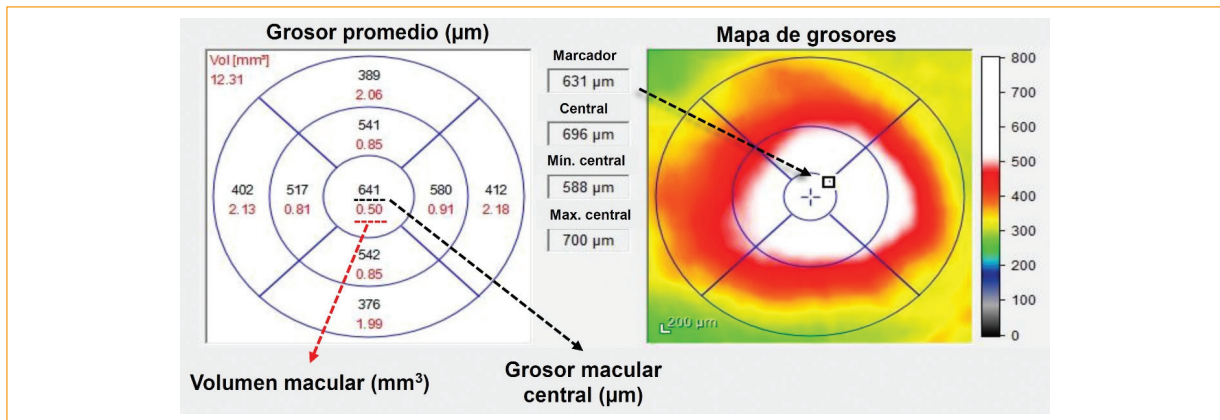 Grosor promedio (µm)
Vol [mm³]
12.31
389
2.06
541
0.85
402
2.13
517
0.81
641
0.50
580
0.91
412
2.18
542
0.85
376
1.99
Volumen macular (mm³)
Grosor macular
central (µm)
Marcador
631 µm
Central
696 µm
Mín. central
588 µm
Max. central
700 µm
Mapa de grosores
200 µm
800
700
600
500
400
300
200
100
0